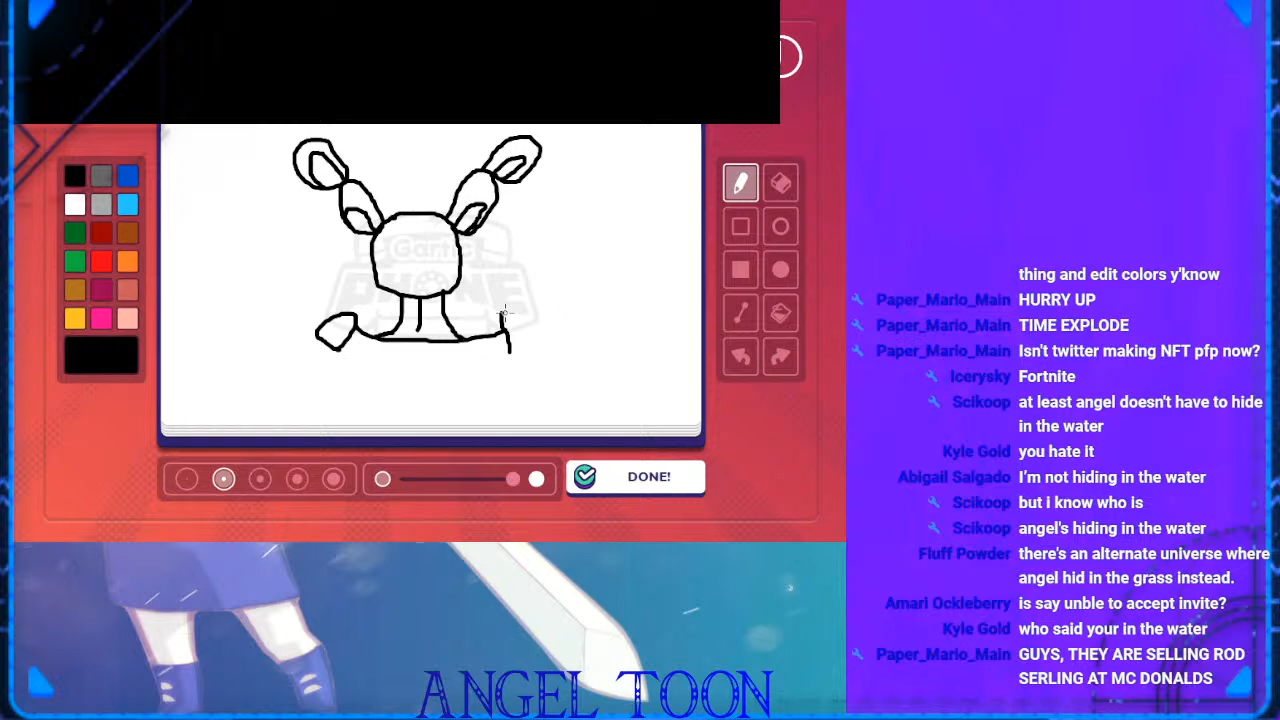 Gartic
PHONE
DONE!
thing and edit colors y'know
Paper_Mario_Main HURRY UP
Paper_Mario_Main TIME EXPLODE
Paper_Mario_Main Isn't twitter making NFT pfp now?
Icerysky Fortnite
Scikoop at least angel doesn't have to hide
in the water
Kyle Gold you hate it
Abigail Salgado I'm not hiding in the water
Scikoop but i know who is
Scikoop angel's hiding in the water
Fluff Powder there's an alternate universe where
angel hid in the grass instead.
Amari Ockleberry is say unble to accept invite?
Kyle Gold who said your in the water
Paper_Mario_Main GUYS, THEY ARE SELLING ROD
SERLING AT MC DONALDS
ANGEL TOON